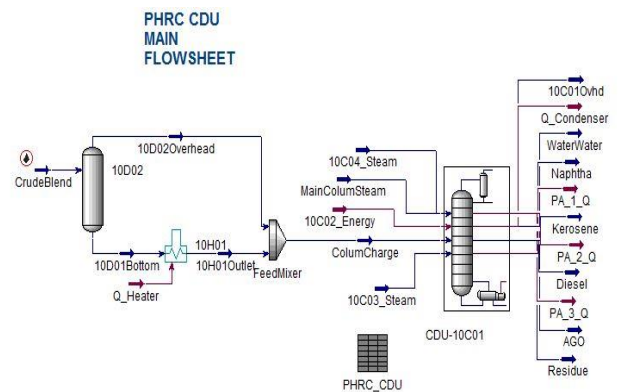 PHRC CDU
MAIN
FLOWSHEET
10D02Overhead
10D02
CrudeBlend
10D01Bottom
10H01
10H01Outlet
Q_Heater
FeedMixer
10C04_Steam
MainColumSteam
10C02_Energy
ColumCharge
10C03_Steam
CDU-10C01
PHRC_CDU
10C01Ovhd
Q_Condenser
WaterWater
Naphtha
PA_1_Q
Kerosene
PA_2_Q
Diesel
PA_3_Q
AGO
Residue